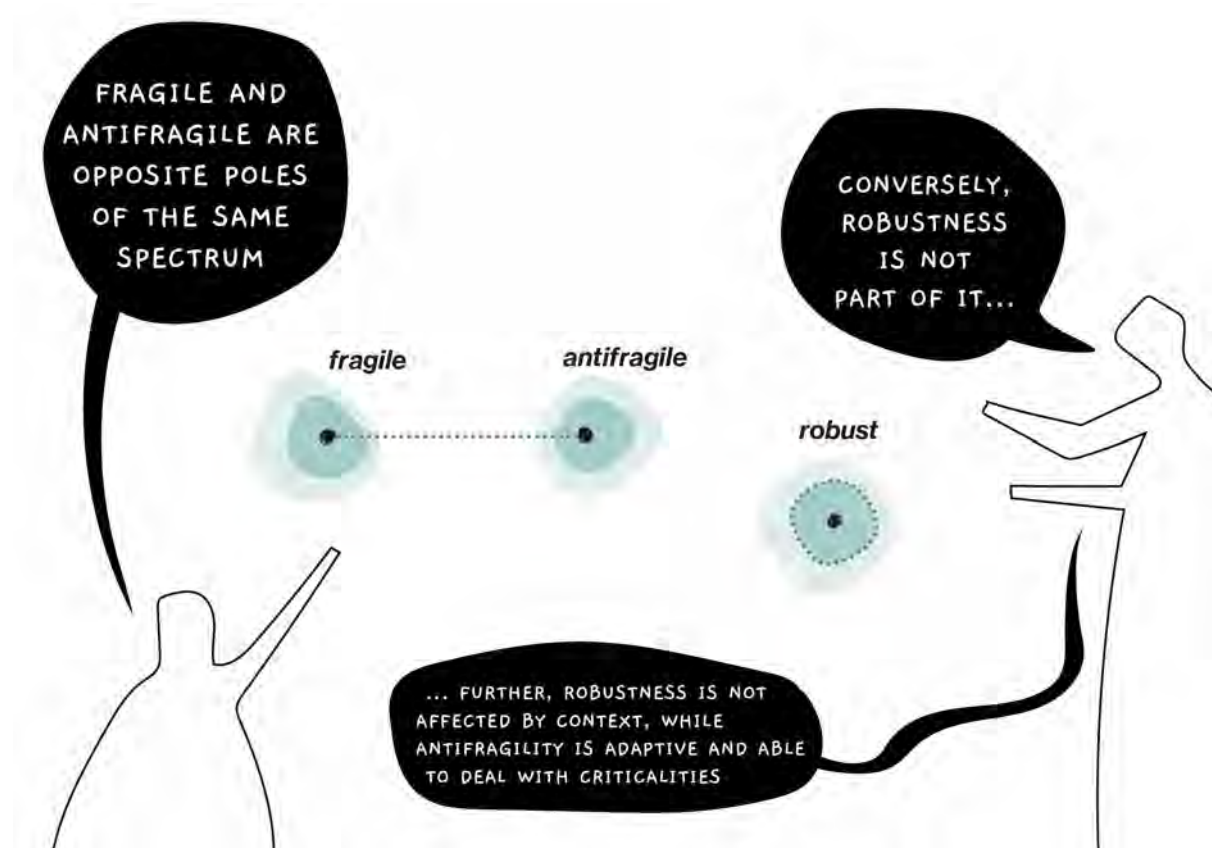 FRAGILE AND
ANTIFRAGILE ARE
OPPOSITE POLES
OF THE SAME
SPECTRUM
CONVERSELY,
ROBUSTNESS
IS NOT
PART OF IT...
fragile
antifragile
robust
... FURTHER, ROBUSTNESS IS NOT
AFFECTED BY CONTEXT, WHILE
ANTIFRAGILITY IS ADAPTIVE AND ABLE
TO DEAL WITH CRITICALITIES